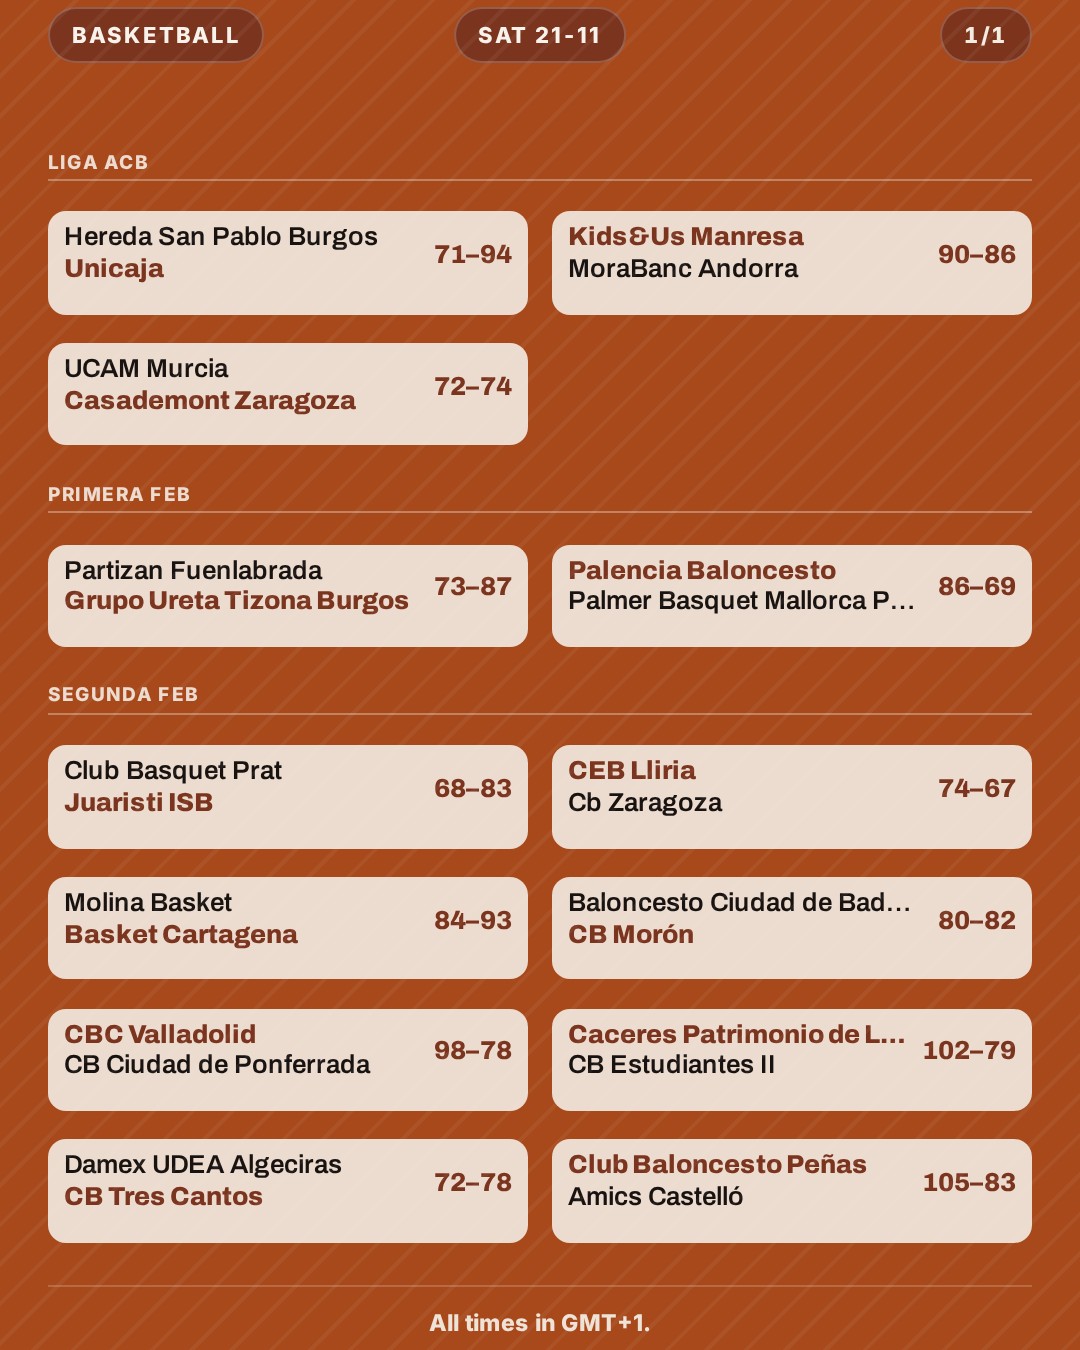 BASKETBALL
SAT 21-11
1/1
LIGA ACB
Hereda San Pablo Burgos
Unicaja
71–94
Kids&Us Manresa
MoraBanc Andorra
90–86
UCAM Murcia
Casademont Zaragoza
72–74
PRIMERA FEB
Partizan Fuenlabrada
Grupo Ureta Tizona Burgos
73–87
Palencia Baloncesto
Palmer Basquet Mallorca P...
86–69
SEGUNDA FEB
Club Basquet Prat
Juaristi ISB
68–83
CEB Lliria
Cb Zaragoza
74–67
Molina Basket
Basket Cartagena
84–93
Baloncesto Ciudad de Bad...
CB Morón
80–82
CBC Valladolid
CB Ciudad de Ponferrada
98–78
Caceres Patrimonio de L...
CB Estudiantes II
102–79
Damex UDEA Algeciras
CB Tres Cantos
72–78
Club Baloncesto Peñas
Amics Castelló
105–83
All times in GMT+1.